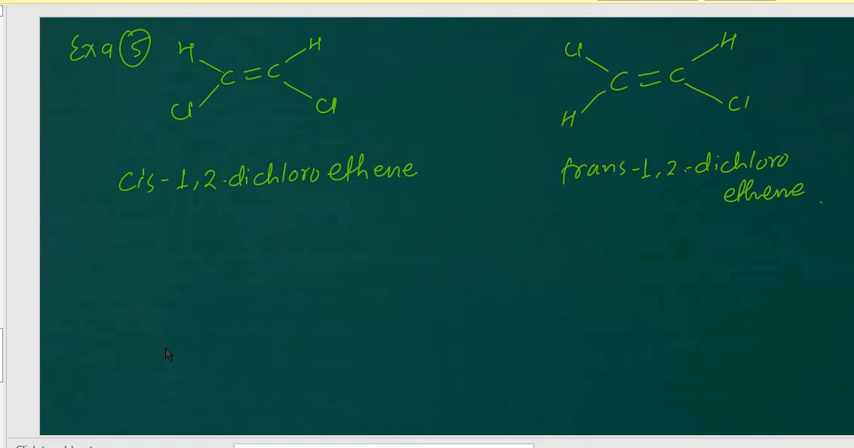 Exa 5
H H
C = C
Cl Cl
cis-1,2-dichloro ethene
Cl H
C = C
H Cl
trans-1,2-dichloro
ethene.